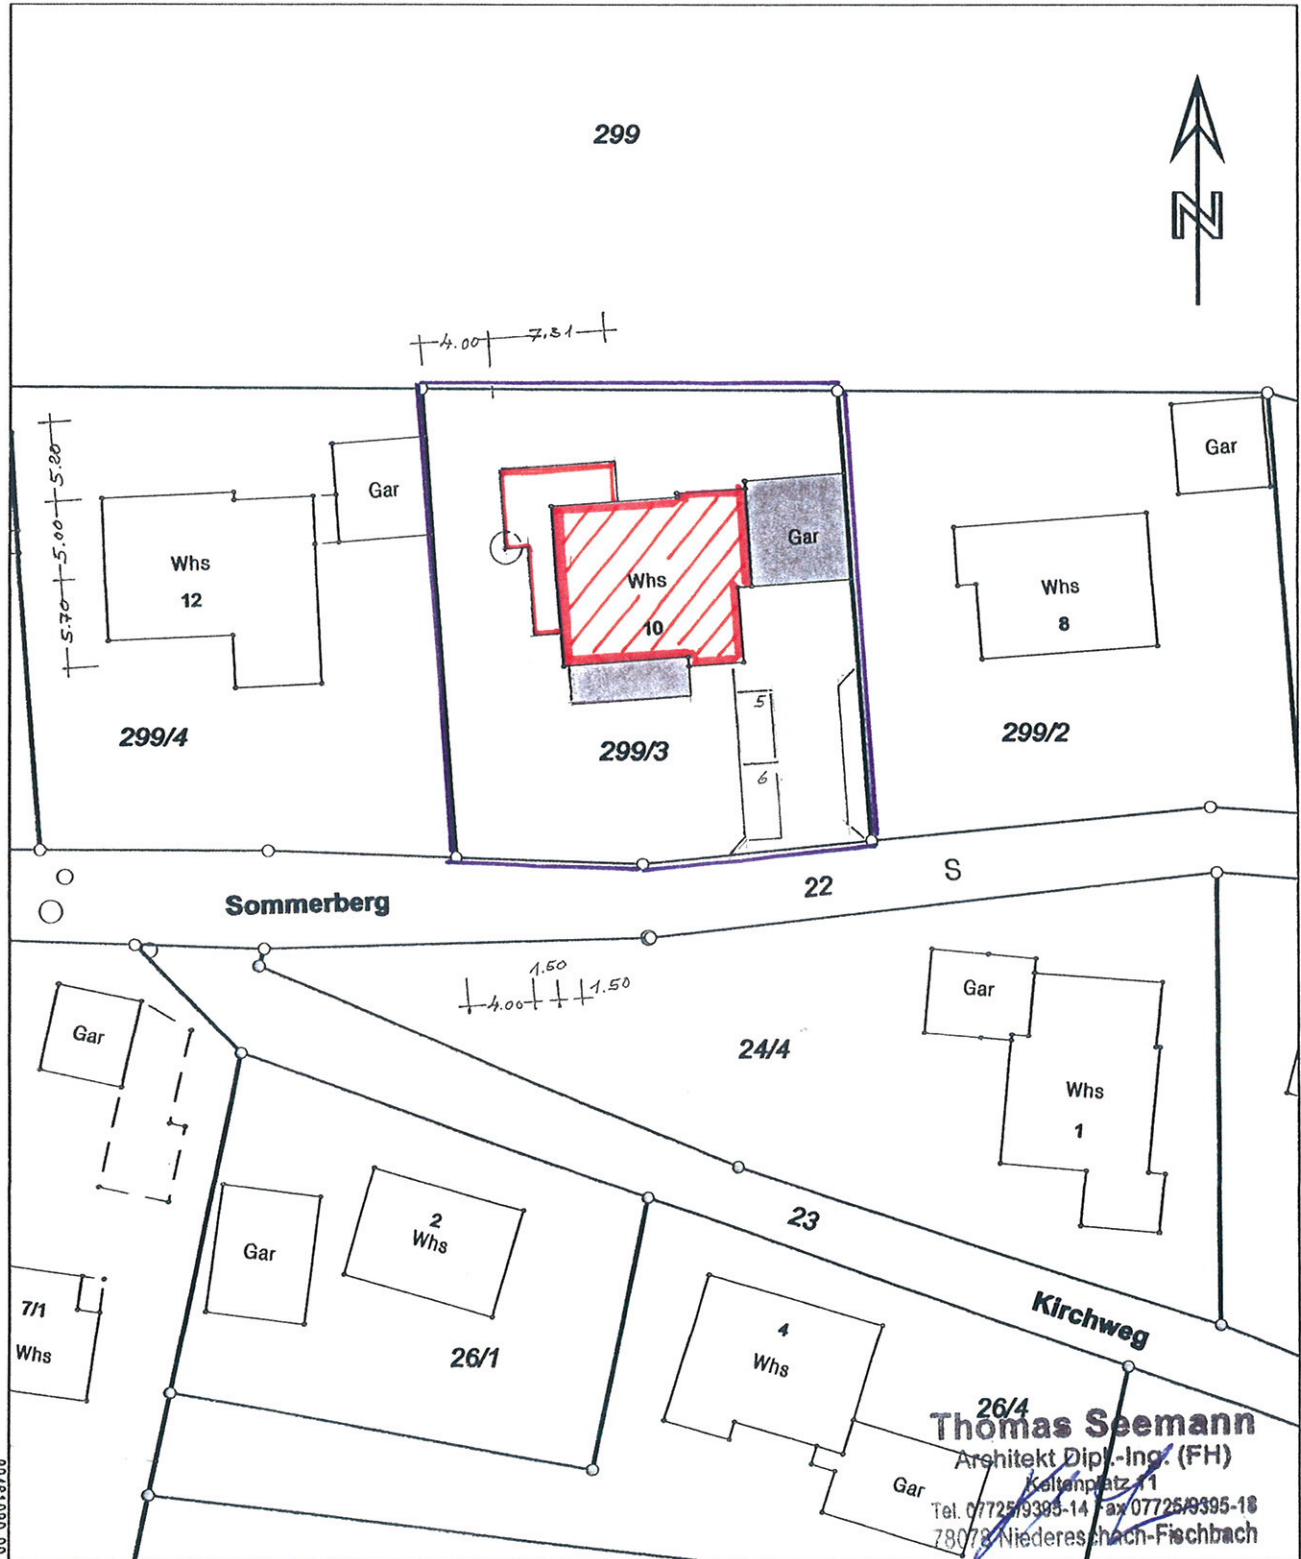 299
N
4.00 7.31
5.20
5.00
5.70
Gar
Gar
Whs
12
Whs
10
Gar
Whs
8
299/4
299/3
299/2
5
6
Sommerberg
22
S
1.50
4.00 1.50
Gar
24/4
Gar
Whs
1
2
Whs
Gar
23
Kirchweg
7/1
Whs
26/1
4
Whs
26/4
Gar
Thomas Seemann
Architekt Dipl.-Ing. (FH)
Keltenplatz 11
Tel. 07725/9395-14 Fax 07725/9395-18
78078 Niedereschach-Fischbach